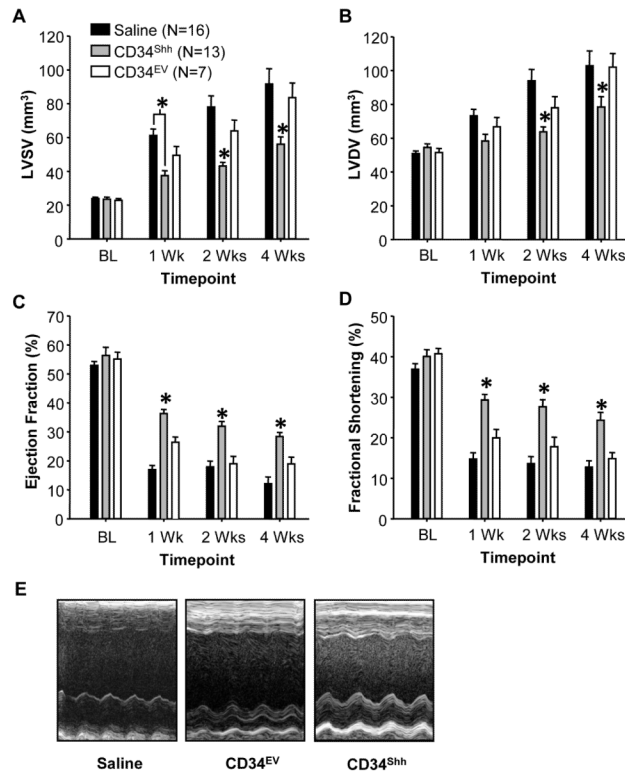 A
Saline (N=16)
CD34Shh (N=13)
CD34EV (N=7)
LVSV (mm³)
120
100
80
60
40
20
0
*
*
*
BL
1 Wk
2 Wks
4 Wks
Timepoint
B
LVDV (mm³)
120
100
80
60
40
20
0
*
*
BL
1 Wk
2 Wks
4 Wks
Timepoint
C
Ejection Fraction (%)
70
60
50
40
30
20
10
0
*
*
*
BL
1 Wk
2 Wks
4 Wks
Timepoint
D
Fractional Shortening (%)
50
40
30
20
10
0
*
*
*
BL
1 Wk
2 Wks
4 Wks
Timepoint
E
Saline
CD34EV
CD34Shh